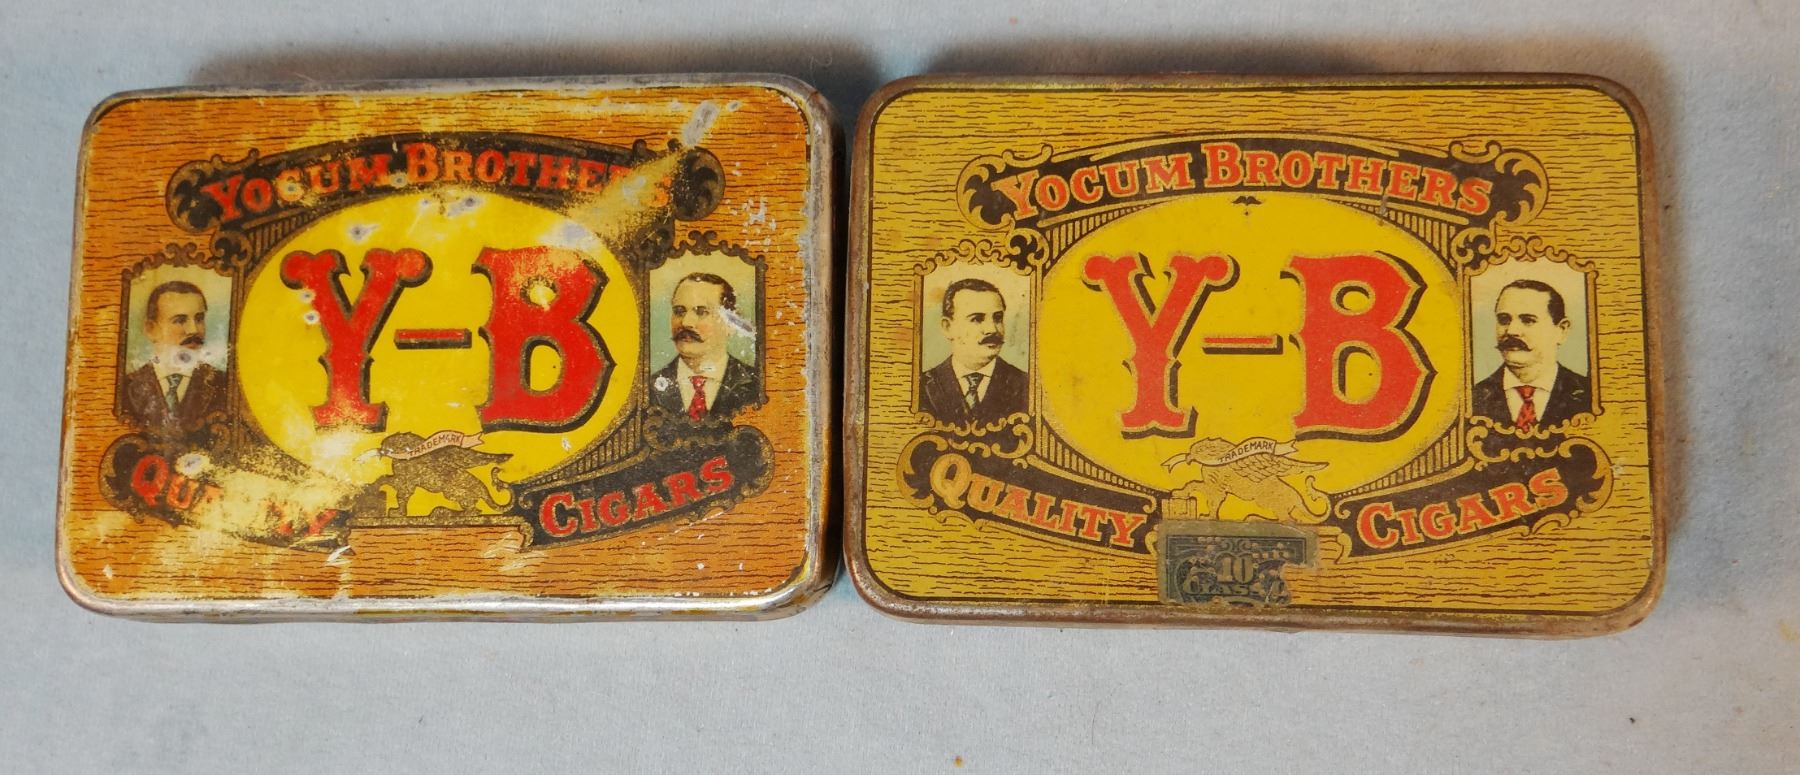 YOCUM BROTHERS
Y-B
TRADEMARK
QUALITY CIGARS
YOCUM BROTHERS
Y-B
TRADEMARK
QUALITY CIGARS
10